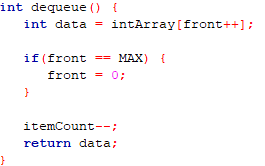 int dequeue() {
   int data = intArray[front++];

   if(front == MAX) {
      front = 0;
   }

   itemCount--;
   return data;
}